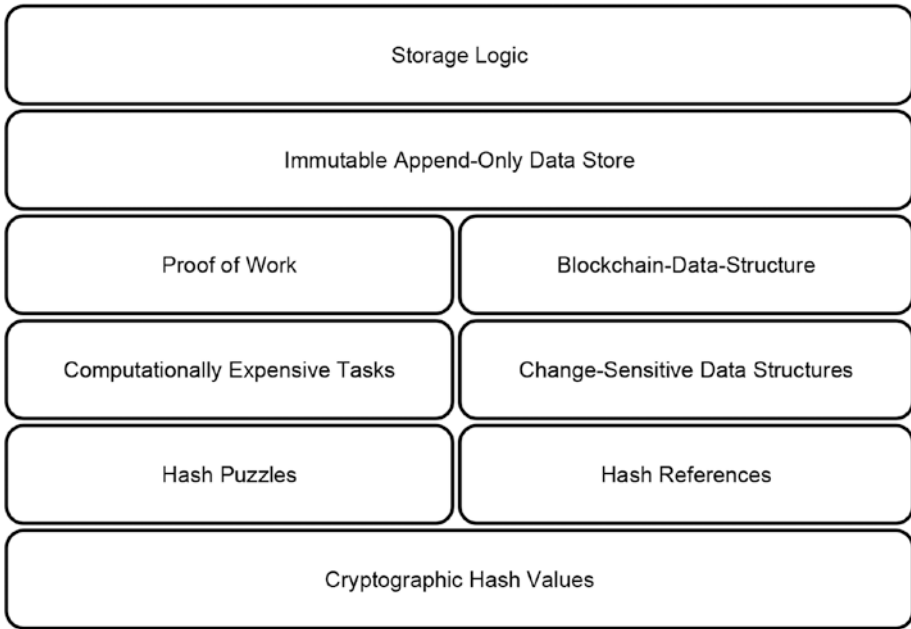 Storage Logic
Immutable Append-Only Data Store
Proof of Work
Blockchain-Data-Structure
Computationally Expensive Tasks
Change-Sensitive Data Structures
Hash Puzzles
Hash References
Cryptographic Hash Values